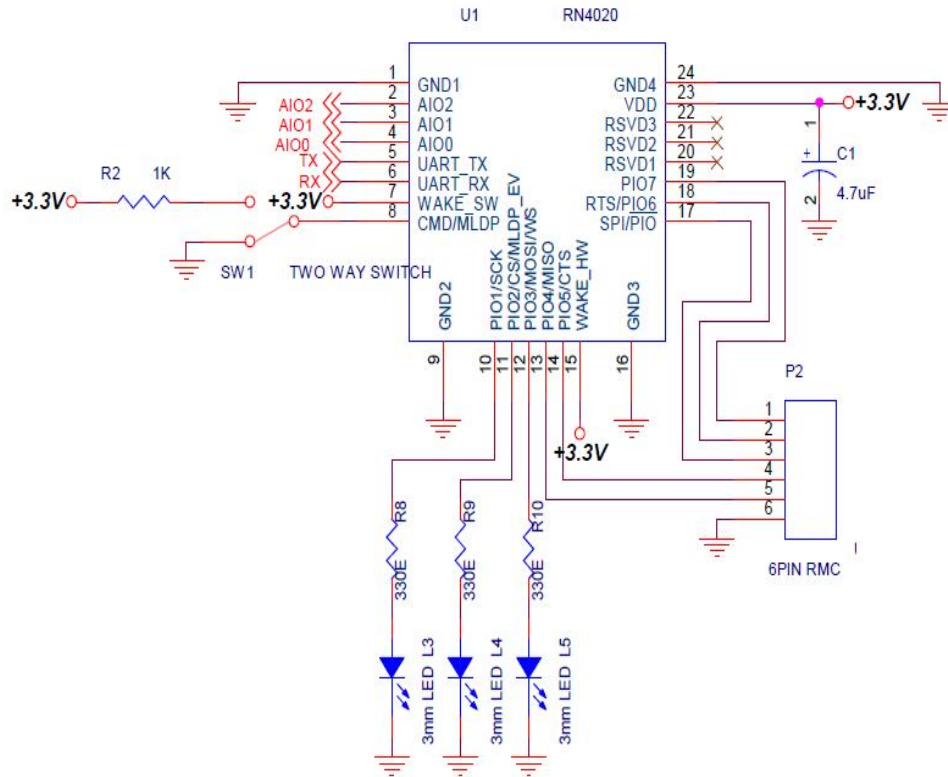 U1 RN4020
1 GND1
2 AIO2
3 AIO1
4 AIO0
5 UART_TX
6 UART_RX
7 WAKE_SW
8 CMD/MLDP
AIO2
AIO1
AIO0
TX
RX
+3.3V
R2 1K
+3.3V
SW1 TWO WAY SWITCH
24 GND4
23 VDD
22 RSVD3
21 RSVD2
20 RSVD1
19 PIO7
18 RTS/PIO6
17 SPI/PIO
+3.3V
1
+
C1
4.7uF
2
GND2
PIO1/SCK
PIO2/CS/MLDP_EV
PIO3/MOSI/WS
PIO4/MISO
PIO5/CTS
WAKE_HW
GND3
9
10
11
12
13
14
15
16
+3.3V
P2
1
2
3
4
5
6
6PIN RMC
R8
330E
R9
330E
R10
330E
3mm LED L3
3mm LED L4
3mm LED L5